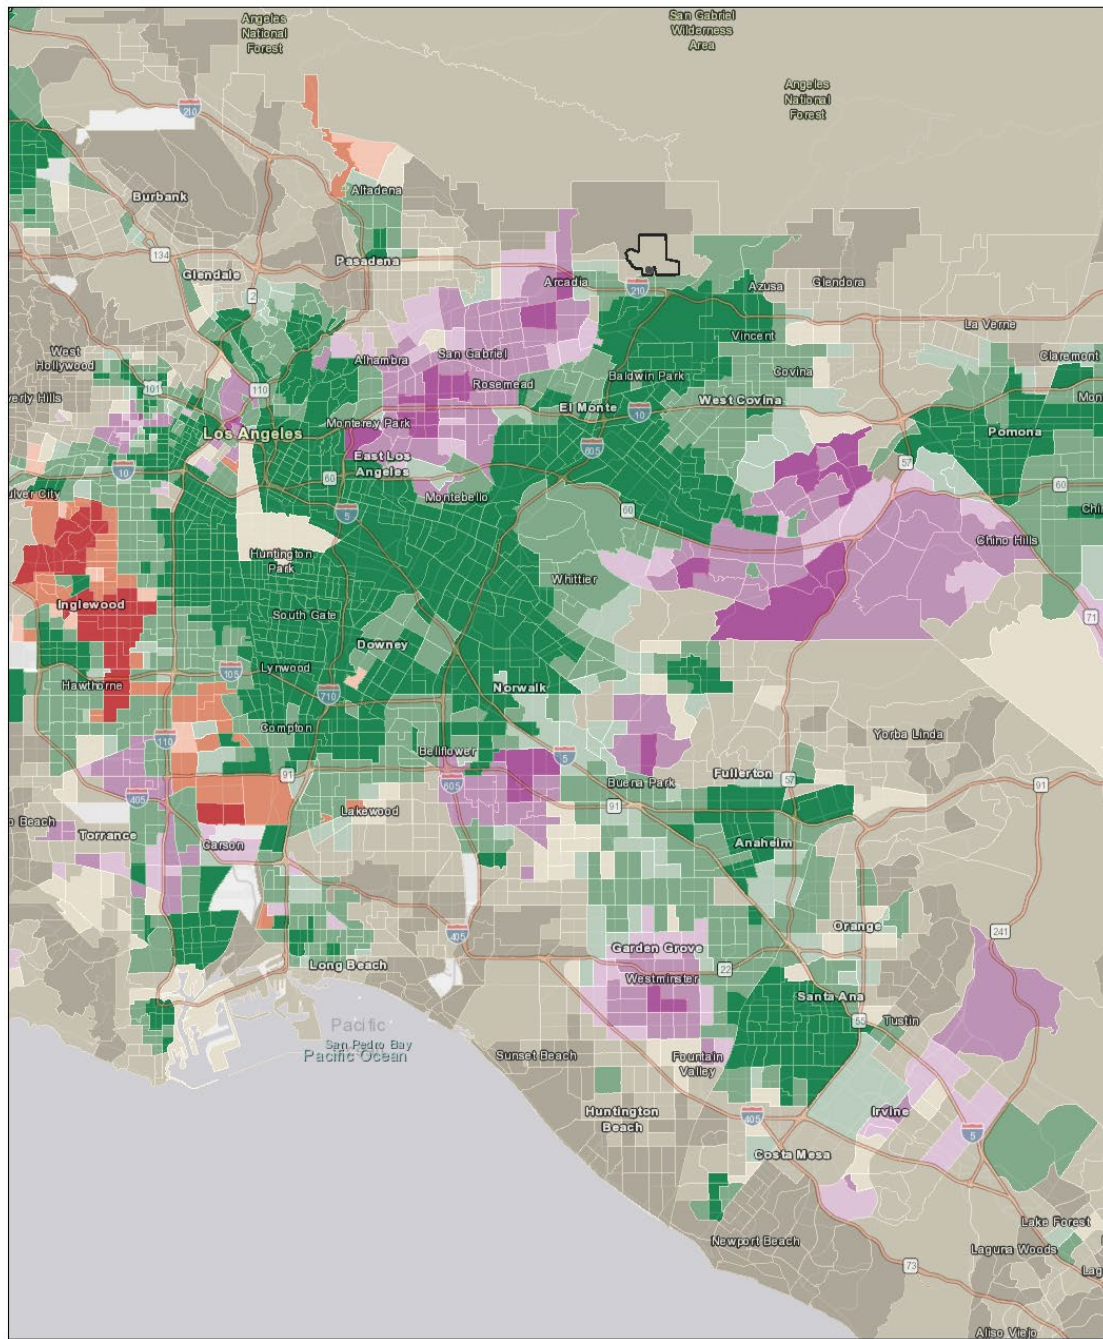 Angeles
National
Forest
San Gabriel
Wilderness
Area
Angeles
National
Forest
210
Burbank
Altadena
134
Pasadena
Glendale
2
Arcadia
210
Azusa
Glendora
La Verne
West
Hollywood
Alhambra
San Gabriel
Vincent
Claremont
101
110
Rosemead
Baldwin Park
Covina
verly Hills
El Monte
10
West Covina
Mon
Los Angeles
Monterey Park
Pomona
10
60
East Los
Angeles
605
57
ulver City
Montebello
60
5
60
Chi
Huntington
Park
Chino Hills
Whittier
Inglewood
South Gate
71
Downey
Lynwood
105
Hawthorne
710
Norwalk
Compton
110
Bellflower
5
Yorba Linda
91
405
605
Buena Park
Fullerton
57
91
o Beach
Lakewood
91
Torrance
Carson
Anaheim
405
Orange
241
Long Beach
Garden Grove
22
Westminster
Santa Ana
55
Tustin
Pacific
San Pedro Bay
Pacific Ocean
Sunset Beach
Fountain
Valley
Huntington
Beach
405
Irvine
5
Costa Mesa
Lake Forest
Newport Beach
Laguna Woods
73
Lag
Aliso Viejo